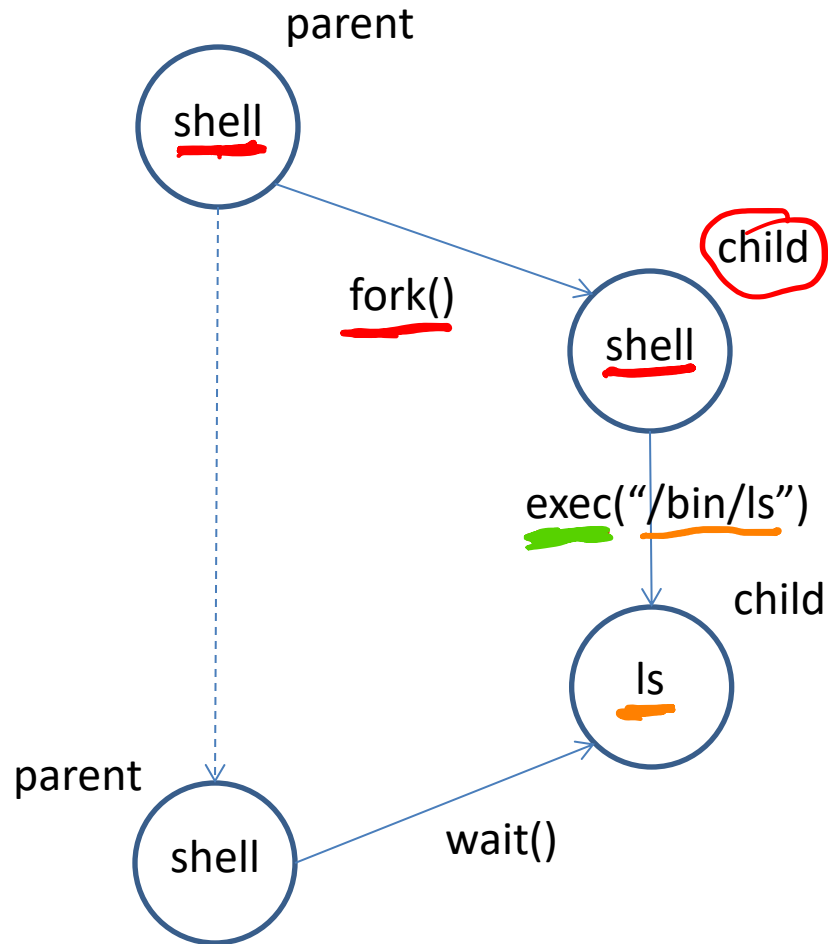 parent
shell
child
fork()
shell
exec(“/bin/ls”)
child
ls
parent
wait()
shell